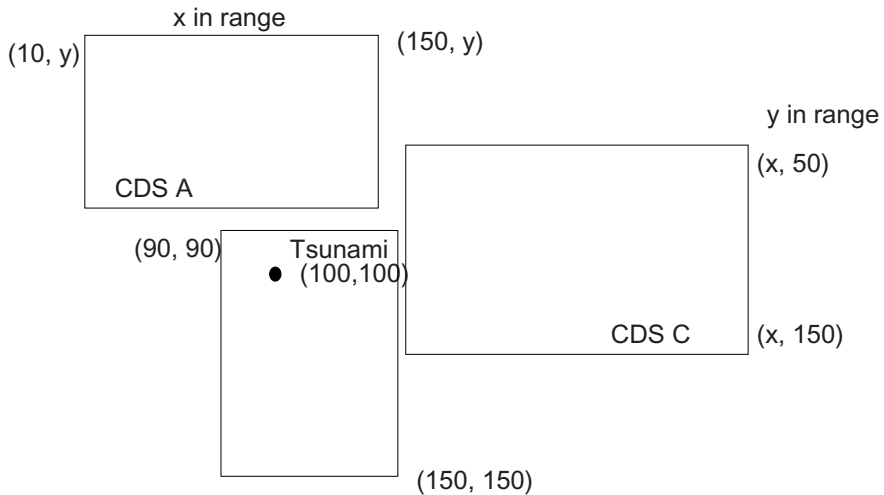 x in range
(10, y)
(150, y)
y in range
(x, 50)
CDS A
(90, 90)
Tsunami
(100,100)
CDS C
(x, 150)
(150, 150)